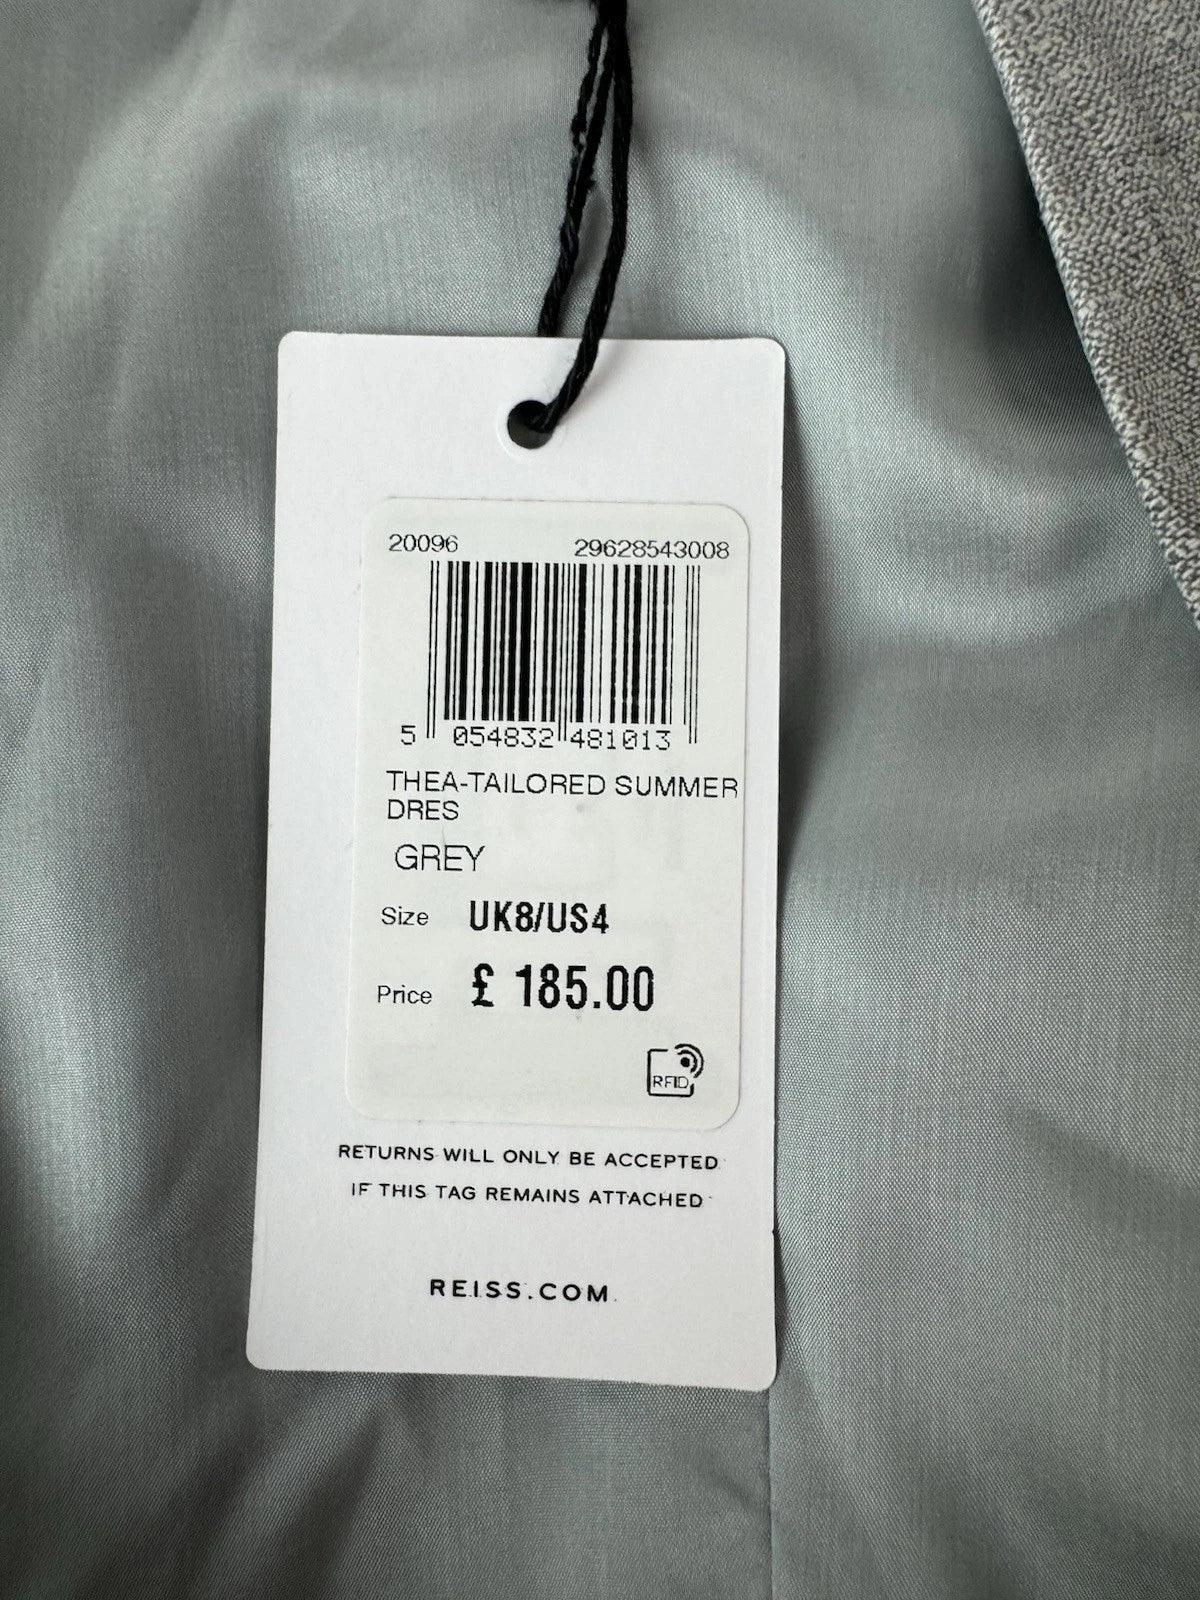 20096 29628543008
5 054832 481013
THEA-TAILORED SUMMER
DRES
GREY
Size UK8/US4
Price £ 185.00
RFID
RETURNS WILL ONLY BE ACCEPTED
IF THIS TAG REMAINS ATTACHED
REISS.COM